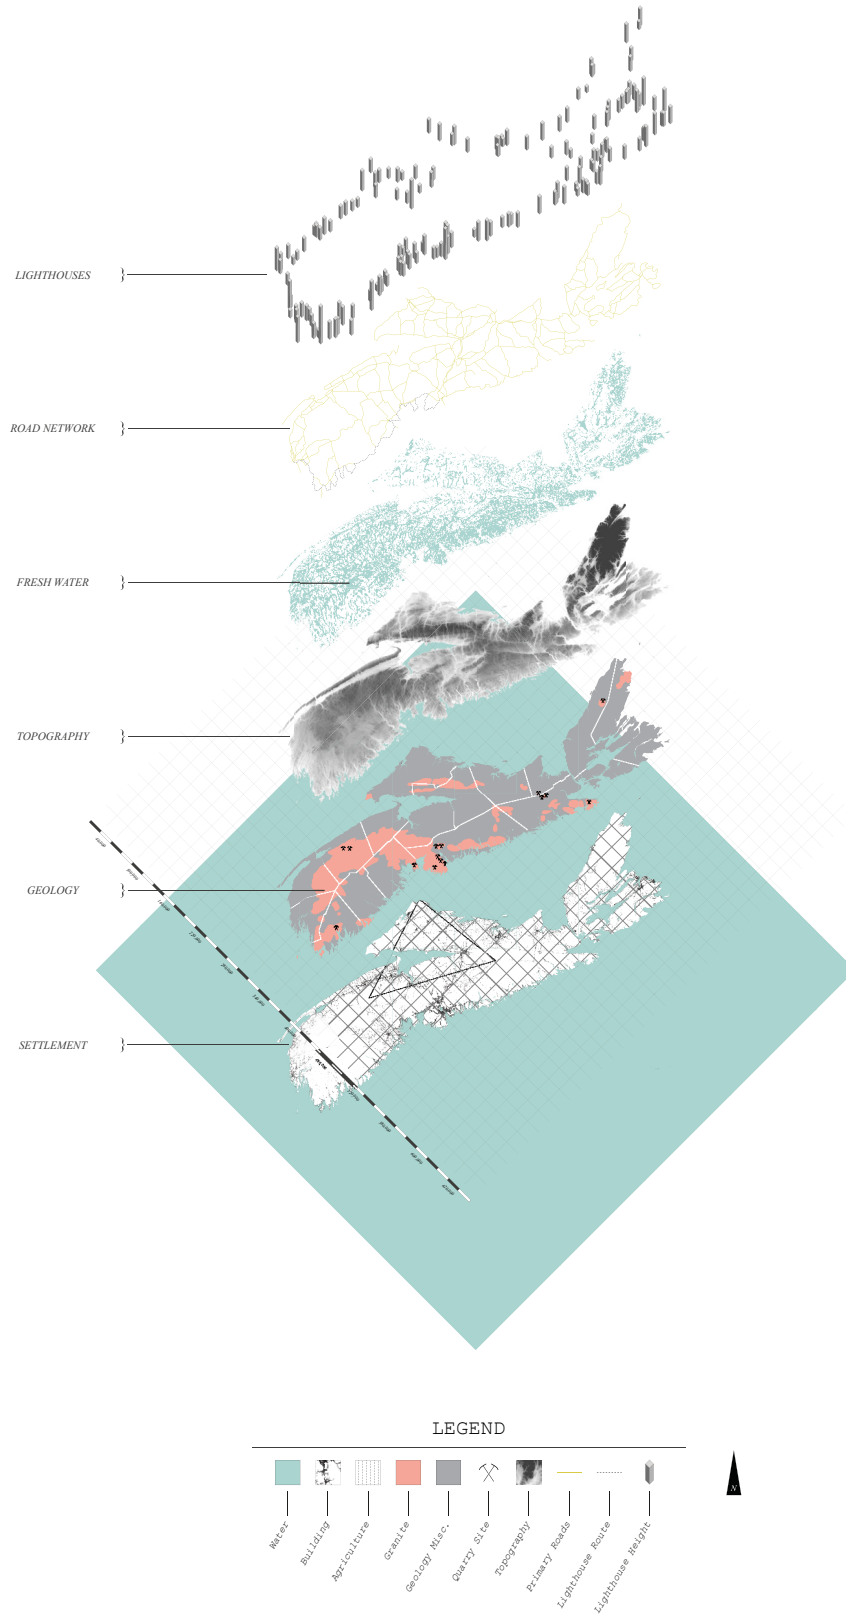 LIGHTHOUSES
ROAD NETWORK
FRESH WATER
TOPOGRAPHY
GEOLOGY
SETTLEMENT
LEGEND
Water
Building
Agriculture
Granite
Geology Misc.
Quarry Site
Topography
Primary Roads
Lighthouse Route
Lighthouse Height
N